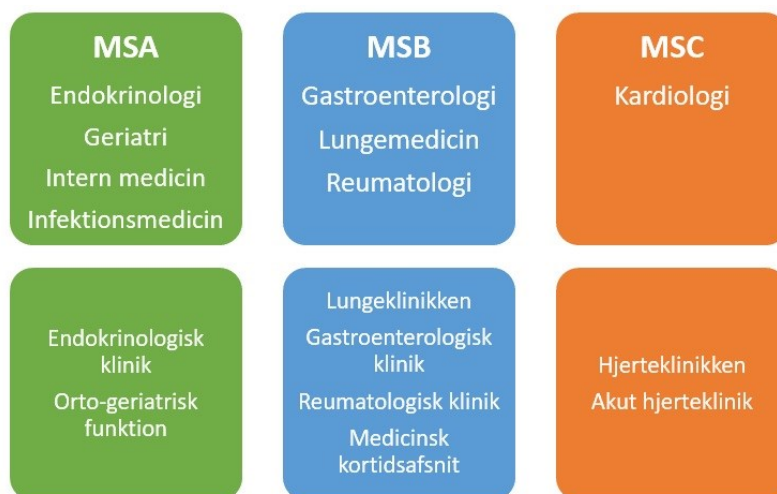 MSA
Endokrinologi
Geriatri
Intern medicin
Infektionsmedicin
MSB
Gastroenterologi
Lungemedicin
Reumatologi
MSC
Kardiologi
Endokrinologisk
klinik
Orto-geriatrisk
funktion
Lungeklinikken
Gastroenterologisk
klinik
Reumatologisk klinik
Medicinsk
kortidsafsnit
Hjerteklinikken
Akut hjerteklinik